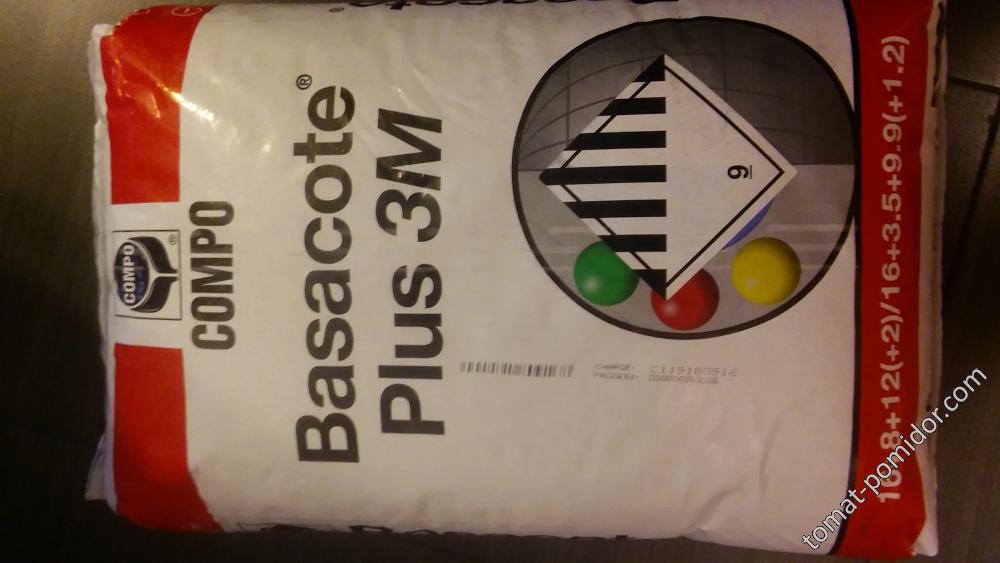 COMPO
COMPO
Basacote®
Plus 3M
9
CHARGE: C119160916
16+8+12(+2)/16+3.5+9.9(+1.2)
tomat-pomidor.com